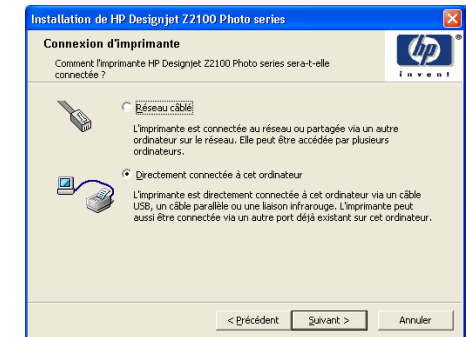 Installation de HP Designjet Z2100 Photo series
Connexion d'imprimante
Comment l'imprimante HP Designjet Z2100 Photo series sera-t-elle
connectée ?
hp
®
invent
Réseau câblé
L'imprimante est connectée au réseau ou partagée via un autre
ordinateur sur le réseau. Elle peut être accédée par plusieurs
ordinateurs.
Directement connectée à cet ordinateur
L'imprimante est directement connectée à cet ordinateur via un câble
USB, un câble parallèle ou une liaison infrarouge. L'imprimante peut
aussi être connectée via un autre port déjà existant sur cet ordinateur.
< Précédent
Suivant >
Annuler